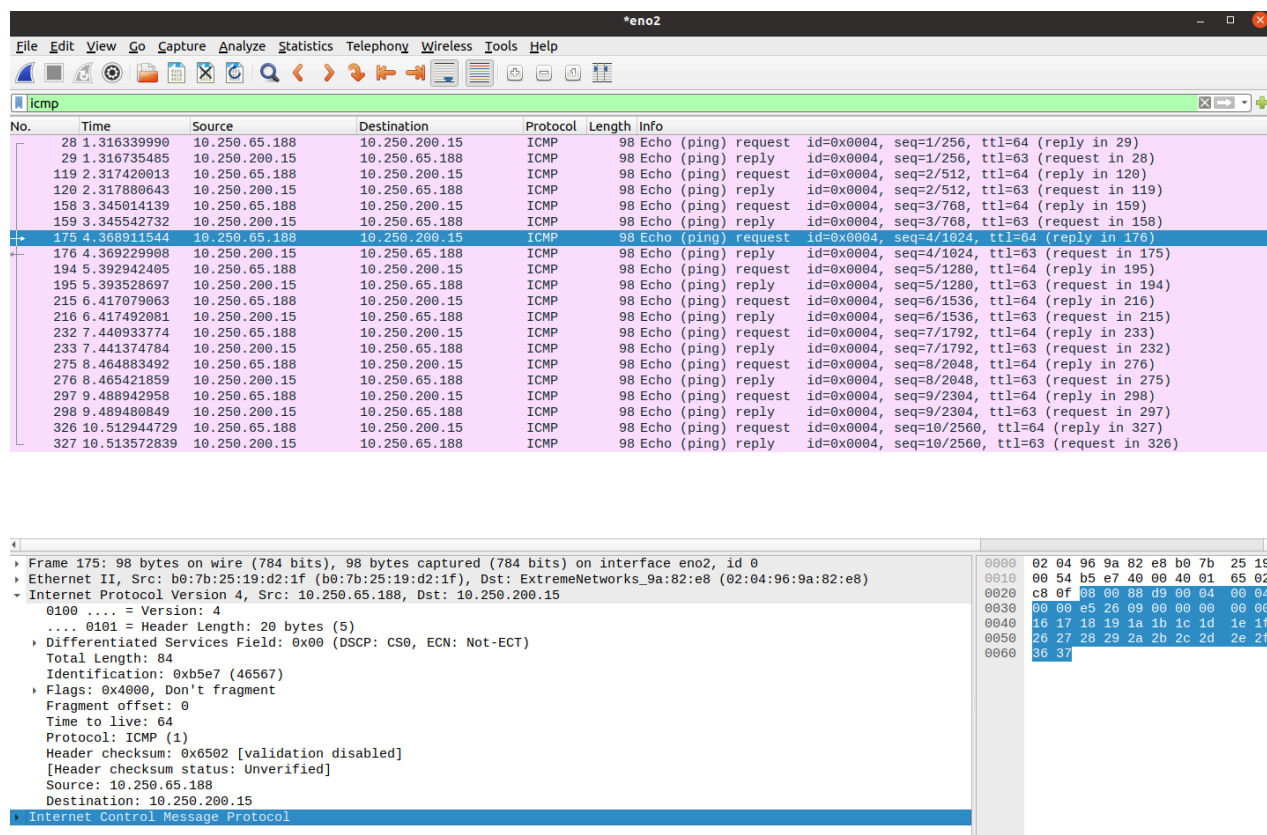 *eno2
File Edit View Go Capture Analyze Statistics Telephony Wireless Tools Help
icmp
No. Time Source Destination Protocol Length Info
28 1.316339990 10.250.65.188 10.250.200.15 ICMP 98 Echo (ping) request id=0x0004, seq=1/256, ttl=64 (reply in 29)
29 1.316735485 10.250.200.15 10.250.65.188 ICMP 98 Echo (ping) reply id=0x0004, seq=1/256, ttl=63 (request in 28)
119 2.317420013 10.250.65.188 10.250.200.15 ICMP 98 Echo (ping) request id=0x0004, seq=2/512, ttl=64 (reply in 120)
120 2.317880643 10.250.200.15 10.250.65.188 ICMP 98 Echo (ping) reply id=0x0004, seq=2/512, ttl=63 (request in 119)
158 3.345014139 10.250.65.188 10.250.200.15 ICMP 98 Echo (ping) request id=0x0004, seq=3/768, ttl=64 (reply in 159)
159 3.345542732 10.250.200.15 10.250.65.188 ICMP 98 Echo (ping) reply id=0x0004, seq=3/768, ttl=63 (request in 158)
175 4.368911544 10.250.65.188 10.250.200.15 ICMP 98 Echo (ping) request id=0x0004, seq=4/1024, ttl=64 (reply in 176)
176 4.369229908 10.250.200.15 10.250.65.188 ICMP 98 Echo (ping) reply id=0x0004, seq=4/1024, ttl=63 (request in 175)
194 5.392942405 10.250.65.188 10.250.200.15 ICMP 98 Echo (ping) request id=0x0004, seq=5/1280, ttl=64 (reply in 195)
195 5.393528697 10.250.200.15 10.250.65.188 ICMP 98 Echo (ping) reply id=0x0004, seq=5/1280, ttl=63 (request in 194)
215 6.417079063 10.250.65.188 10.250.200.15 ICMP 98 Echo (ping) request id=0x0004, seq=6/1536, ttl=64 (reply in 216)
216 6.417492081 10.250.200.15 10.250.65.188 ICMP 98 Echo (ping) reply id=0x0004, seq=6/1536, ttl=63 (request in 215)
232 7.440933774 10.250.65.188 10.250.200.15 ICMP 98 Echo (ping) request id=0x0004, seq=7/1792, ttl=64 (reply in 233)
233 7.441374784 10.250.200.15 10.250.65.188 ICMP 98 Echo (ping) reply id=0x0004, seq=7/1792, ttl=63 (request in 232)
275 8.464883492 10.250.65.188 10.250.200.15 ICMP 98 Echo (ping) request id=0x0004, seq=8/2048, ttl=64 (reply in 276)
276 8.465421859 10.250.200.15 10.250.65.188 ICMP 98 Echo (ping) reply id=0x0004, seq=8/2048, ttl=63 (request in 275)
297 9.488942958 10.250.65.188 10.250.200.15 ICMP 98 Echo (ping) request id=0x0004, seq=9/2304, ttl=64 (reply in 298)
298 9.489480849 10.250.200.15 10.250.65.188 ICMP 98 Echo (ping) reply id=0x0004, seq=9/2304, ttl=63 (request in 297)
326 10.512944729 10.250.65.188 10.250.200.15 ICMP 98 Echo (ping) request id=0x0004, seq=10/2560, ttl=64 (reply in 327)
327 10.513572839 10.250.200.15 10.250.65.188 ICMP 98 Echo (ping) reply id=0x0004, seq=10/2560, ttl=63 (request in 326)
Frame 175: 98 bytes on wire (784 bits), 98 bytes captured (784 bits) on interface eno2, id 0
Ethernet II, Src: b0:7b:25:19:d2:1f (b0:7b:25:19:d2:1f), Dst: ExtremeNetworks_9a:82:e8 (02:04:96:9a:82:e8)
Internet Protocol Version 4, Src: 10.250.65.188, Dst: 10.250.200.15
0100 .... = Version: 4
.... 0101 = Header Length: 20 bytes (5)
Differentiated Services Field: 0x00 (DSCP: CS0, ECN: Not-ECT)
Total Length: 84
Identification: 0xb5e7 (46567)
Flags: 0x4000, Don't fragment
Fragment offset: 0
Time to live: 64
Protocol: ICMP (1)
Header checksum: 0x6502 [validation disabled]
[Header checksum status: Unverified]
Source: 10.250.65.188
Destination: 10.250.200.15
Internet Control Message Protocol
0000 02 04 96 9a 82 e8 b0 7b 25 19
0010 00 54 b5 e7 40 00 40 01 65 02
0020 c8 0f 08 00 88 d9 00 04 00 04
0030 00 00 e5 26 09 00 00 00 00 00
0040 16 17 18 19 1a 1b 1c 1d 1e 1f
0050 26 27 28 29 2a 2b 2c 2d 2e 2f
0060 36 37